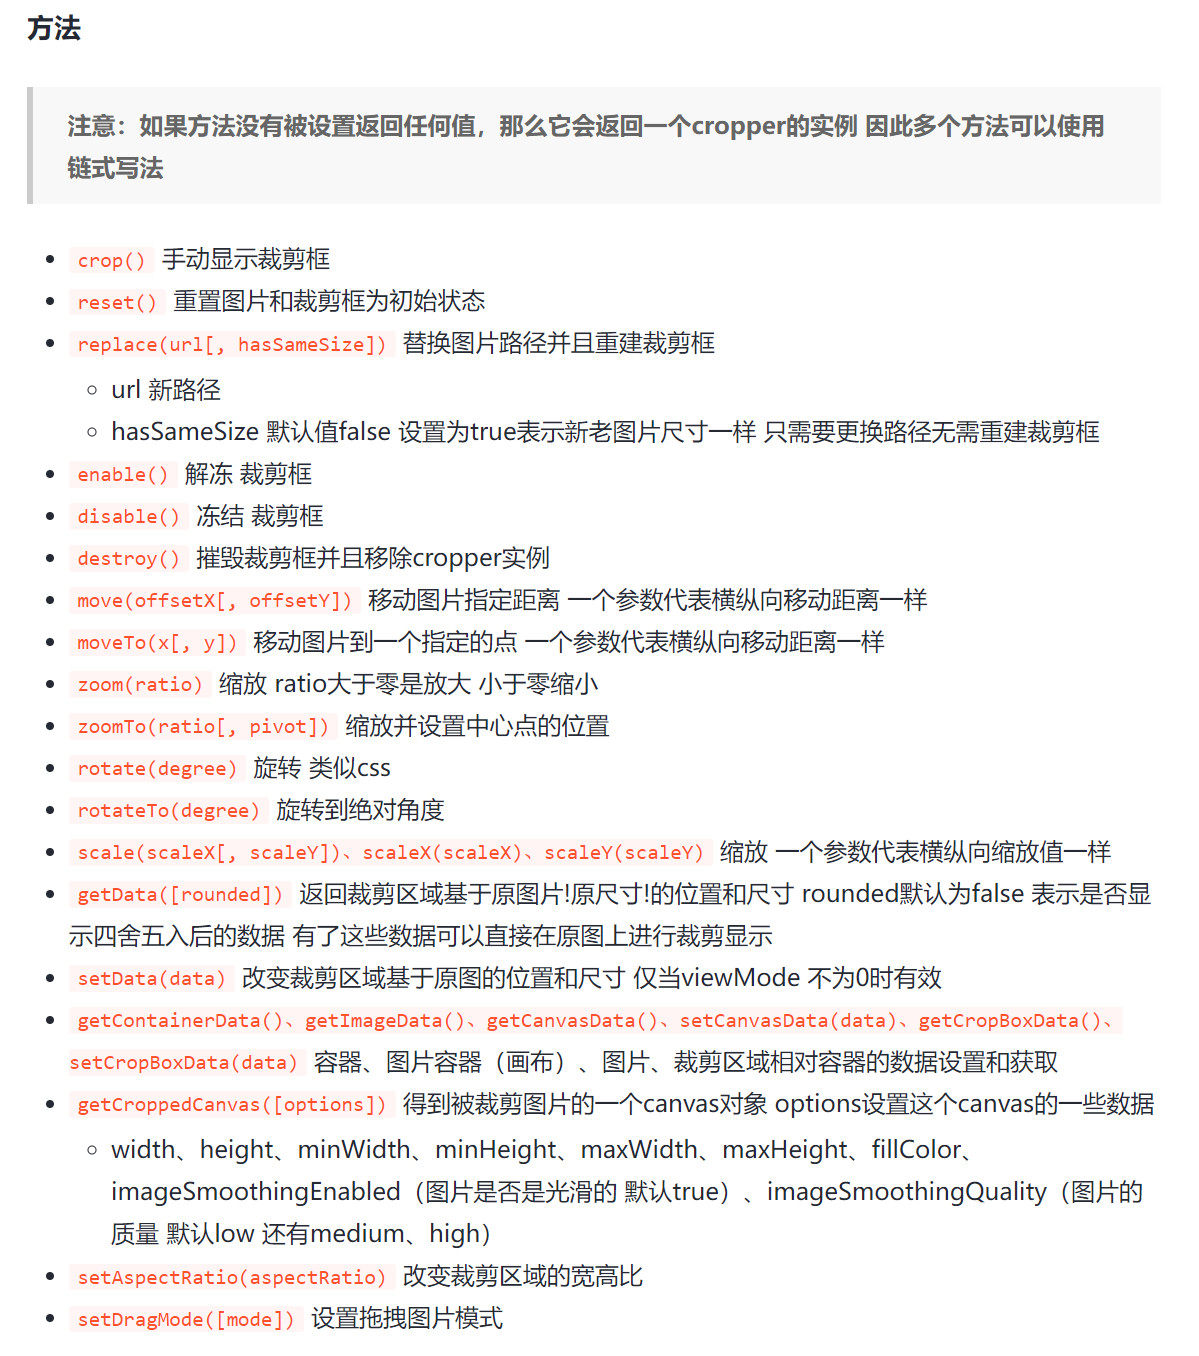 方法
注意：如果方法没有被设置返回任何值，那么它会返回一个cropper的实例 因此多个方法可以使用
链式写法
crop() 手动显示裁剪框
reset() 重置图片和裁剪框为初始状态
replace(url[, hasSameSize]) 替换图片路径并且重建裁剪框
url 新路径
hasSameSize 默认值false 设置为true表示新老图片尺寸一样 只需要更换路径无需重建裁剪框
enable() 解冻 裁剪框
disable() 冻结 裁剪框
destroy() 摧毁裁剪框并且移除cropper实例
move(offsetX[, offsetY]) 移动图片指定距离 一个参数代表横纵向移动距离一样
moveTo(x[, y]) 移动图片到一个指定的点 一个参数代表横纵向移动距离一样
zoom(ratio) 缩放 ratio大于零是放大 小于零缩小
zoomTo(ratio[, pivot]) 缩放并设置中心点的位置
rotate(degree) 旋转 类似css
rotateTo(degree) 旋转到绝对角度
scale(scaleX[, scaleY])、scaleX(scaleX)、scaleY(scaleY) 缩放 一个参数代表横纵向缩放值一样
getData([rounded]) 返回裁剪区域基于原图片!原尺寸!的位置和尺寸 rounded默认为false 表示是否显
示四舍五入后的数据 有了这些数据可以直接在原图上进行裁剪显示
setData(data) 改变裁剪区域基于原图的位置和尺寸 仅当viewMode 不为0时有效
getContainerData()、getImageData()、getCanvasData()、setCanvasData(data)、getCropBoxData()、
setCropBoxData(data) 容器、图片容器（画布）、图片、裁剪区域相对容器的数据设置和获取
getCroppedCanvas([options]) 得到被裁剪图片的一个canvas对象 options设置这个canvas的一些数据
width、height、minWidth、minHeight、maxWidth、maxHeight、fillColor、
imageSmoothingEnabled（图片是否是光滑的 默认true）、imageSmoothingQuality（图片的
质量 默认low 还有medium、high）
setAspectRatio(aspectRatio) 改变裁剪区域的宽高比
setDragMode([mode]) 设置拖拽图片模式